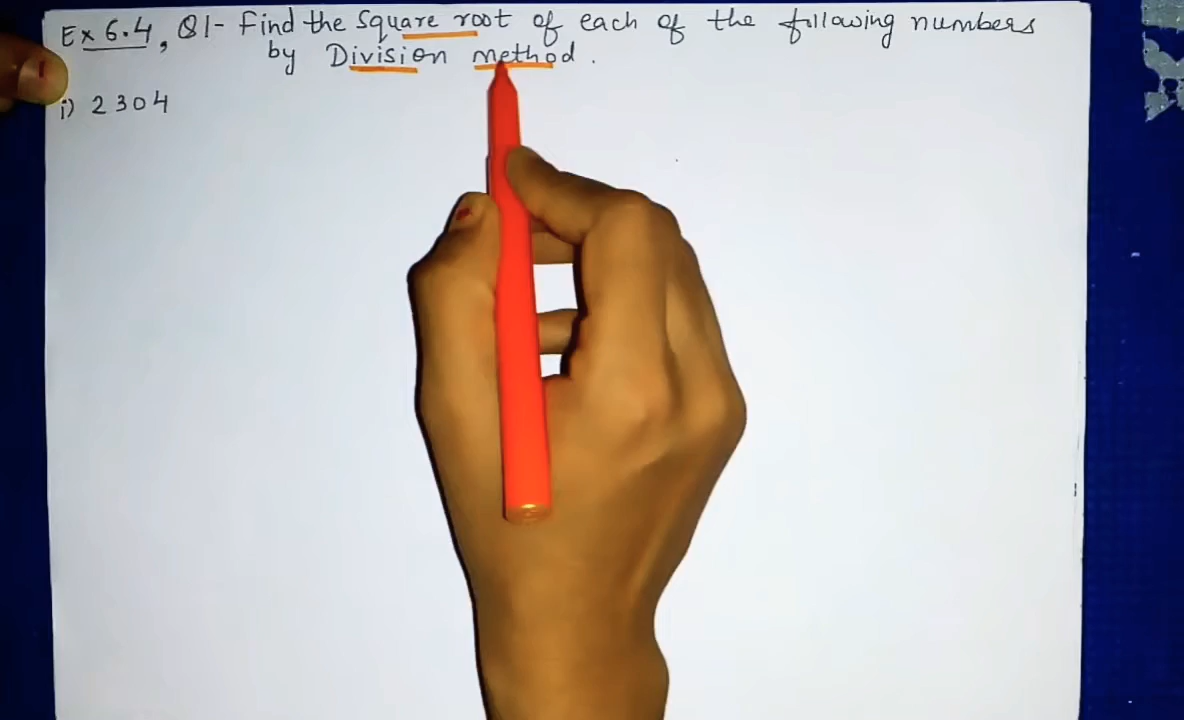 Ex 6.4, Q1- Find the square root of each of the following numbers
by Division method.
i) 2304